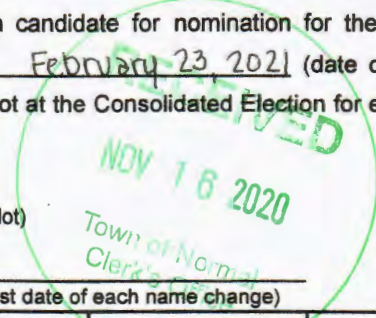 candidate for nomination for the
February 23, 2021 (date o
ot at the Consolidated Election for e
RECEIVED
NOV 16 2020
lot)
Town of Normal
Clerk's Office
st date of each name change)